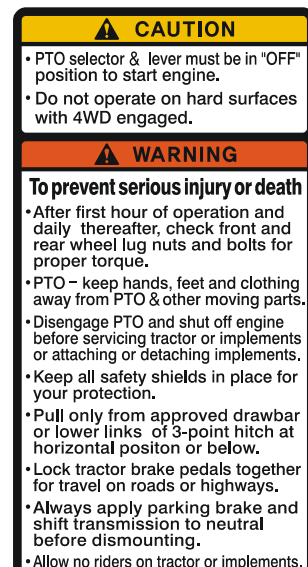 CAUTION
• PTO selector & lever must be in "OFF"
position to start engine.
• Do not operate on hard surfaces
with 4WD engaged.
WARNING
To prevent serious injury or death
• After first hour of operation and
daily thereafter, check front and
rear wheel lug nuts and bolts for
proper torque.
• PTO – keep hands, feet and clothing
away from PTO & other moving parts.
• Disengage PTO and shut off engine
before servicing tractor or implements
or attaching or detaching implements.
• Keep all safety shields in place for
your protection.
• Pull only from approved drawbar
or lower links of 3-point hitch at
horizontal positon or below.
• Lock tractor brake pedals together
for travel on roads or highways.
• Always apply parking brake and
shift transmission to neutral
before dismounting.
• Allow no riders on tractor or implements.